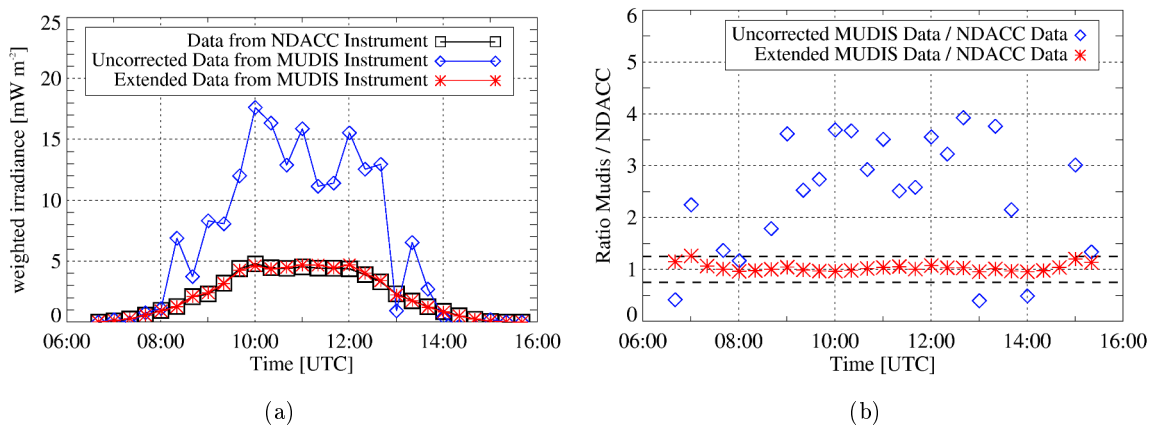 25
20
15
10
5
0
06:00 08:00 10:00 12:00 14:00 16:00
weighted irradiance [mW m⁻²]
Time [UTC]
Data from NDACC Instrument
Uncorrected Data from MUDIS Instrument
Extended Data from MUDIS Instrument
(a)
6
5
4
3
2
1
0
06:00 08:00 10:00 12:00 14:00 16:00
Ratio Mudis / NDACC
Time [UTC]
Uncorrected MUDIS Data / NDACC Data
Extended MUDIS Data / NDACC Data
(b)